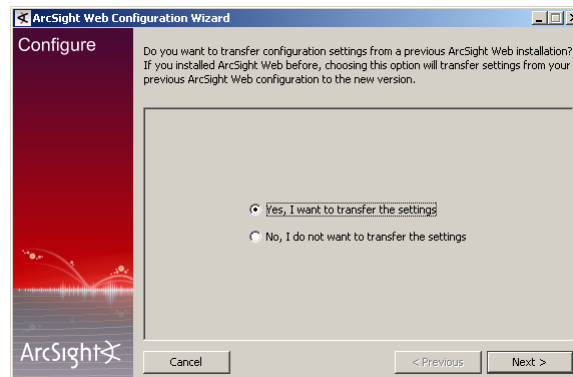 ArcSight Web Configuration Wizard
Configure
Do you want to transfer configuration settings from a previous ArcSight Web installation?
If you installed ArcSight Web before, choosing this option will transfer settings from your
previous ArcSight Web configuration to the new version.
Yes, I want to transfer the settings
No, I do not want to transfer the settings
ArcSight
Cancel
< Previous
Next >